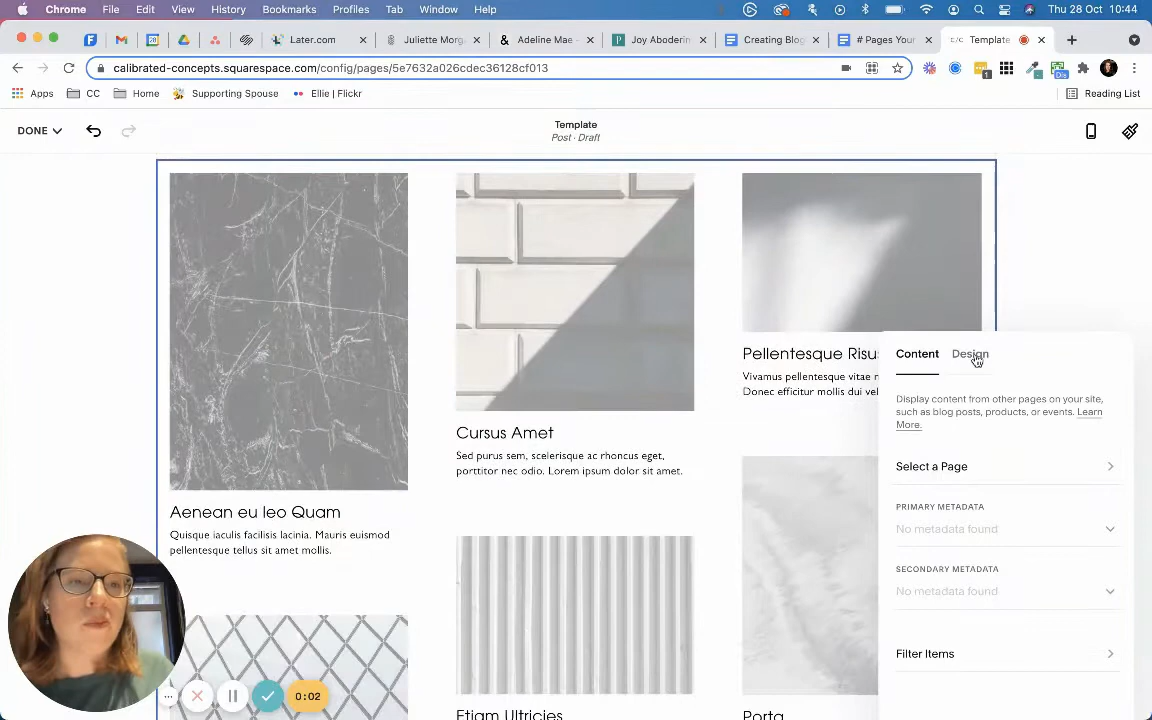 Chrome File Edit View History Bookmarks Profiles Tab Window Help Thu 28 Oct 10:44
Later.com Juliette Morg Adeline Mae - Joy Aboderin Creating Blog # Pages Your Template
calibrated-concepts.squarespace.com/config/pages/5e7632a026cdec36128cf013
Apps CC Home Supporting Spouse Ellie | Flickr Reading List
DONE
Template
Post · Draft
Aenean eu leo Quam
Quisque iaculis facilisis lacinia. Mauris euismod
pellentesque tellus sit amet mollis.
Cursus Amet
Sed purus sem, scelerisque ac rhoncus eget,
porttitor nec odio. Lorem ipsum dolor sit amet.
Etiam Ultricies
Pellentesque Risus
Vivamus pellentesque vitae n
Donec efficitur mollis dui vel
Porta
Content Design
Display content from other pages on your site,
such as blog posts, products, or events. Learn
More.
Select a Page
PRIMARY METADATA
No metadata found
SECONDARY METADATA
No metadata found
Filter Items
0:02